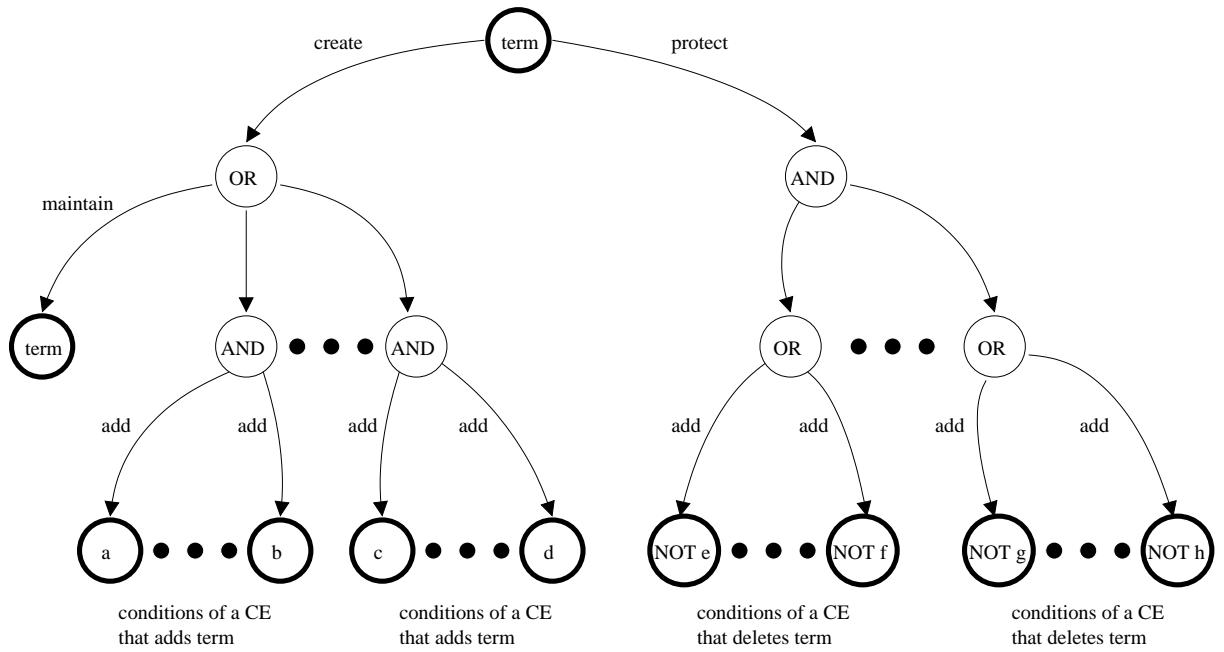 term
create
protect
OR
AND
maintain
term
AND
AND
OR
OR
add
add
add
add
add
add
add
add
a
b
c
d
NOT e
NOT f
NOT g
NOT h
conditions of a CE
that adds term
conditions of a CE
that adds term
conditions of a CE
that deletes term
conditions of a CE
that deletes term